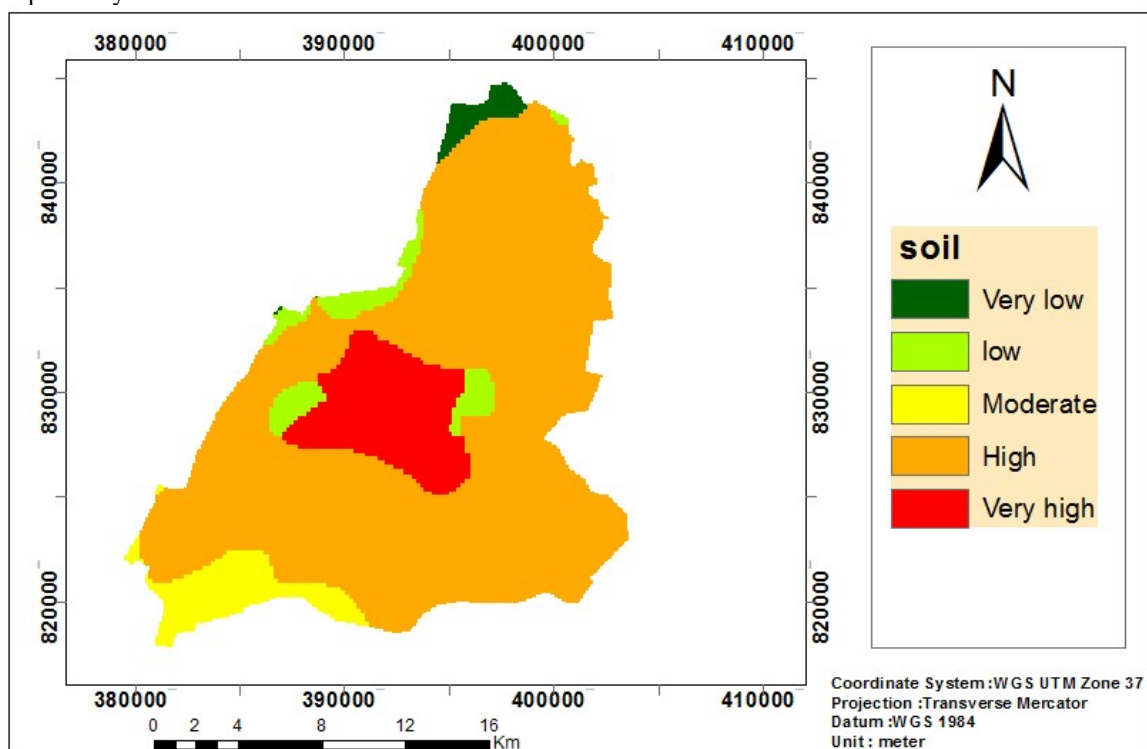 380000 390000 400000 410000
N
840000 840000
soil
Very low
low
830000 830000
Moderate
High
Very high
820000 820000
380000 390000 400000 410000
Coordinate System :WGS UTM Zone 37
Projection :Transverse Mercator
Datum :WGS 1984
Unit : meter
0 2 4 8 12 16
Km